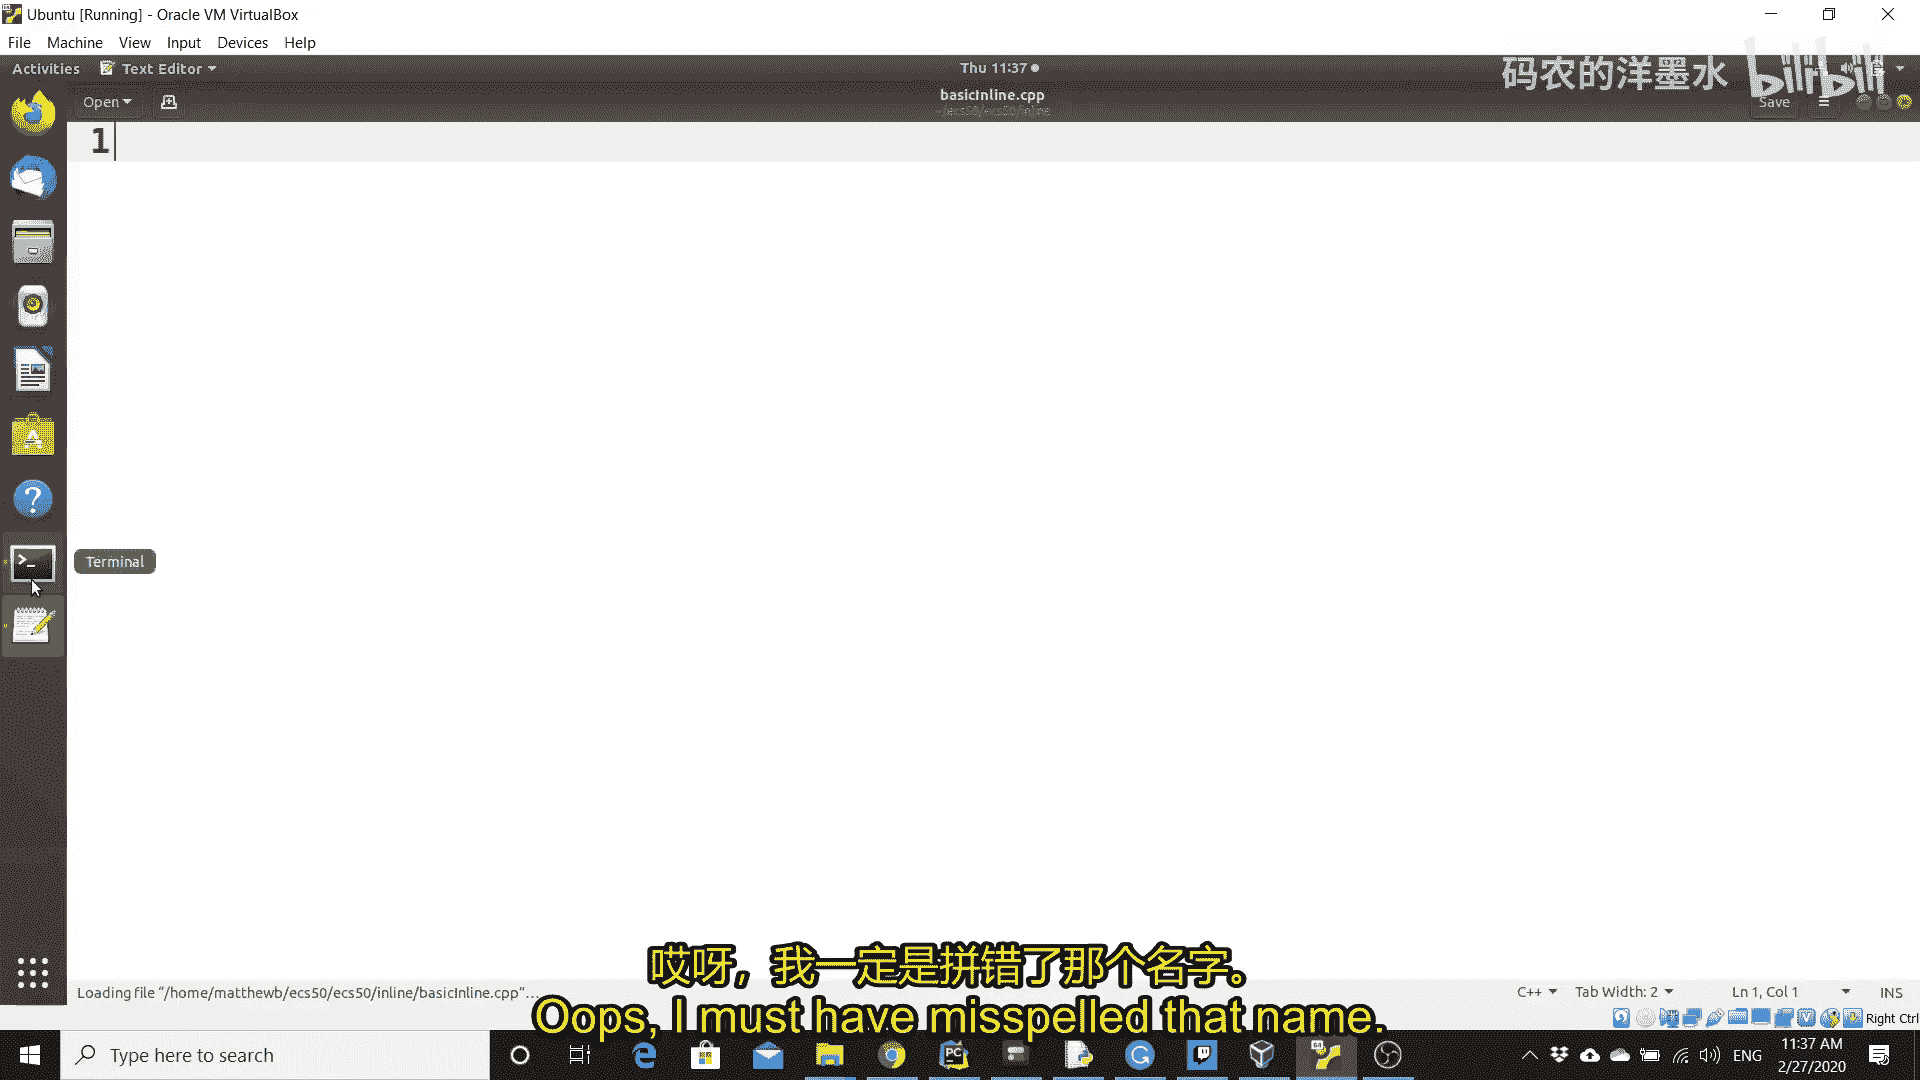 Ubuntu [Running] - Oracle VM VirtualBox
File Machine View Input Devices Help
Activities Text Editor Thu 11:37
码农的洋墨水 bilibili
Open basicInline.cpp Save
~/ecs50/ecs50/inline
1
Terminal
哎呀，我一定是拼错了那个名字。
Loading file “/home/matthewb/ecs50/ecs50/inline/basicInline.cpp”… C++ Tab Width: 2 Ln 1, Col 1 INS
Oops, I must have misspelled that name.
Right Ctrl
Type here to search ENG 11:37 AM
2/27/2020